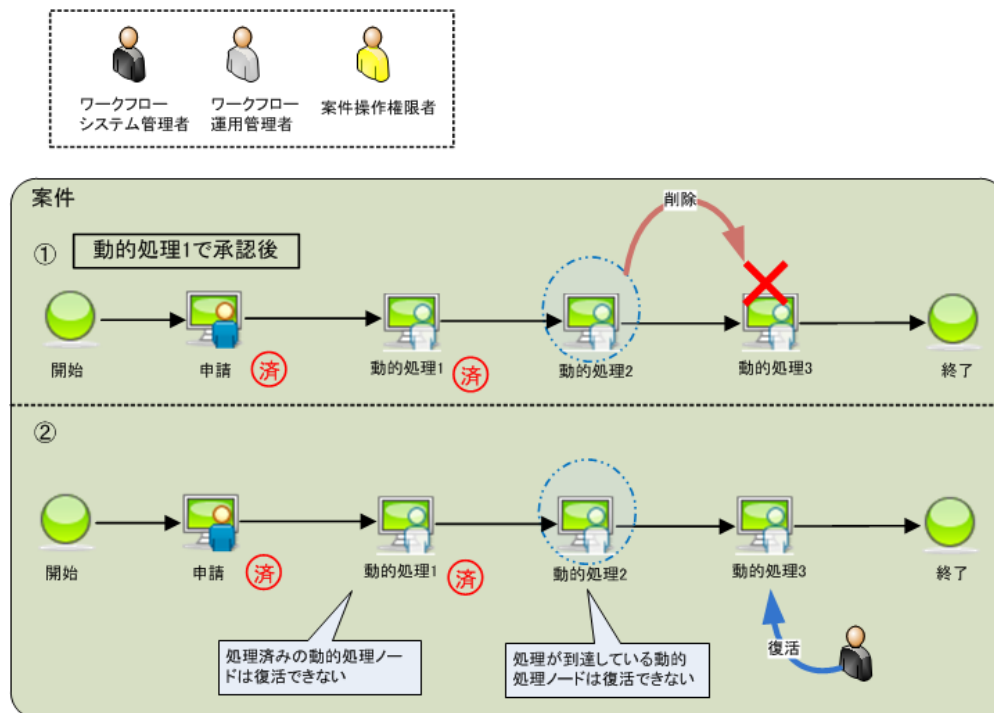 ワークフロー
システム管理者
ワークフロー
運用管理者
案件操作権限者
案件
① 動的処理1で承認後
削除
開始
申請
済
動的処理1
済
動的処理2
動的処理3
終了
②
開始
申請
済
動的処理1
済
動的処理2
動的処理3
終了
処理済みの動的処理ノー
ドは復活できない
処理が到達している動的
処理ノードは復活できない
復活